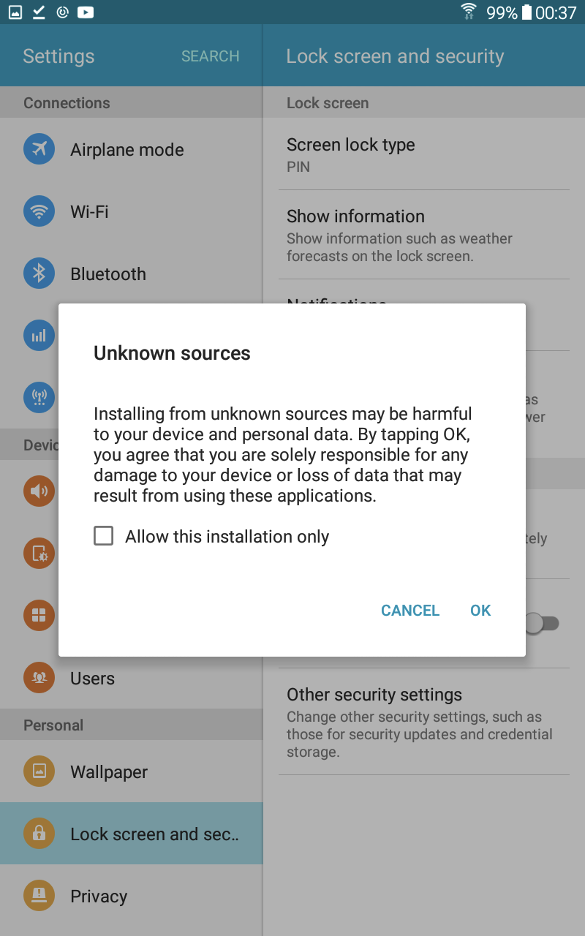 99% 00:37
Settings
SEARCH
Lock screen and security
Connections
Airplane mode
Wi-Fi
Bluetooth
Lock screen
Screen lock type
PIN
Show information
Show information such as weather
forecasts on the lock screen.
Notifications
Unknown sources
Installing from unknown sources may be harmful
to your device and personal data. By tapping OK,
you agree that you are solely responsible for any
damage to your device or loss of data that may
result from using these applications.
Allow this installation only
CANCEL
OK
Users
Personal
Wallpaper
Lock screen and sec..
Privacy
Other security settings
Change other security settings, such as
those for security updates and credential
storage.